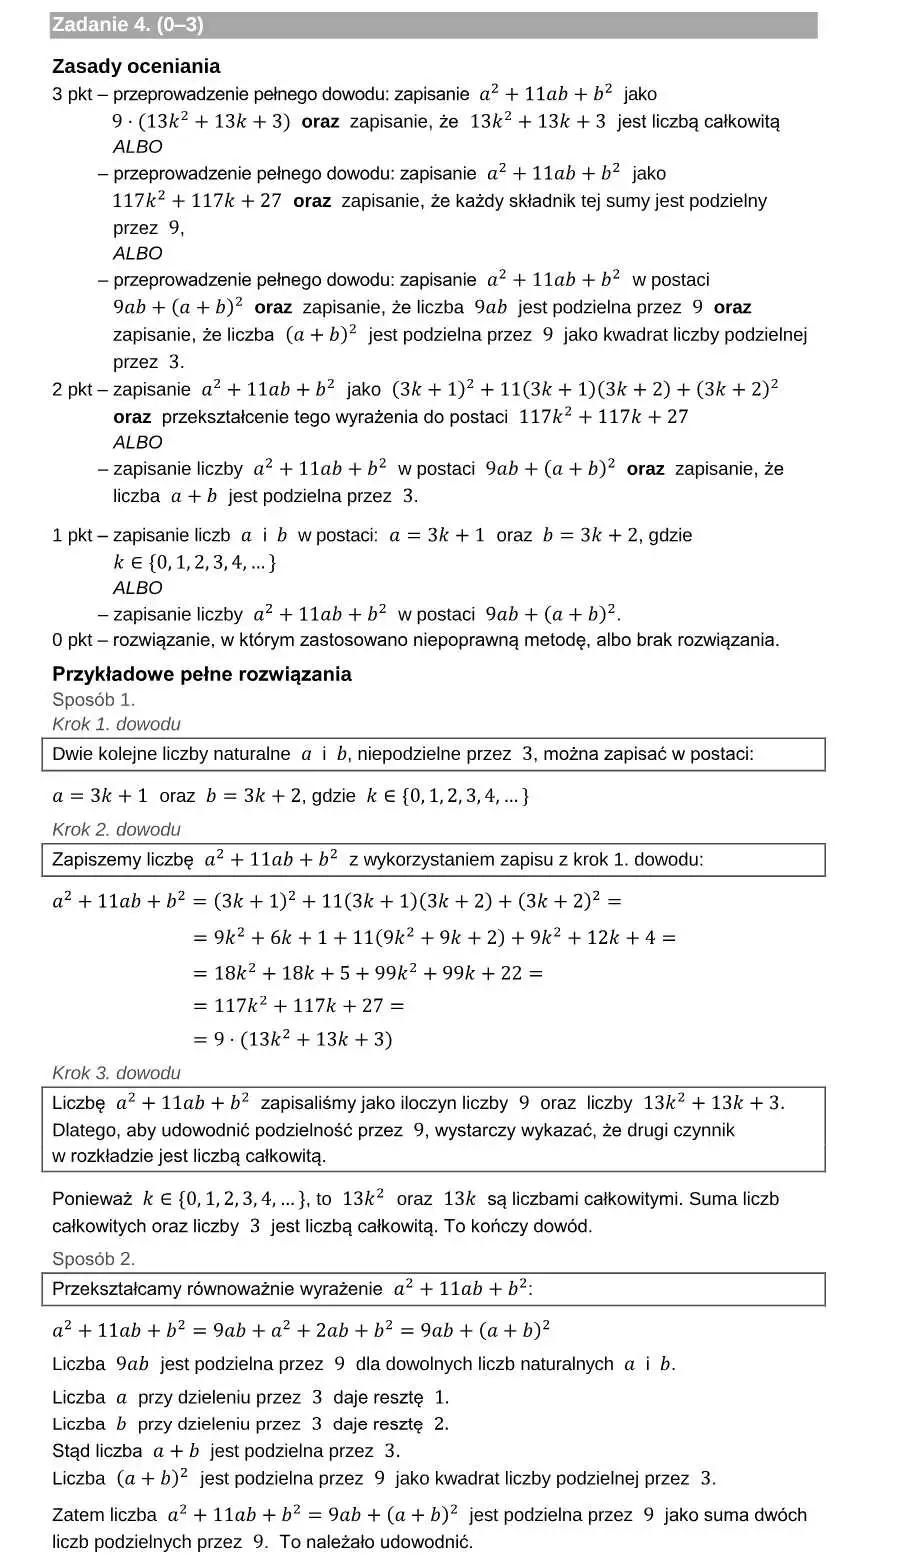 Zadanie 4. (0–3)
Zasady oceniania
3 pkt – przeprowadzenie pełnego dowodu: zapisanie a² + 11ab + b² jako
9 · (13k² + 13k + 3) oraz zapisanie, że 13k² + 13k + 3 jest liczbą całkowitą
ALBO
– przeprowadzenie pełnego dowodu: zapisanie a² + 11ab + b² jako
117k² + 117k + 27 oraz zapisanie, że każdy składnik tej sumy jest podzielny
przez 9,
ALBO
– przeprowadzenie pełnego dowodu: zapisanie a² + 11ab + b² w postaci
9ab + (a + b)² oraz zapisanie, że liczba 9ab jest podzielna przez 9 oraz
zapisanie, że liczba (a + b)² jest podzielna przez 9 jako kwadrat liczby podzielnej
przez 3.
2 pkt – zapisanie a² + 11ab + b² jako (3k + 1)² + 11(3k + 1)(3k + 2) + (3k + 2)²
oraz przekształcenie tego wyrażenia do postaci 117k² + 117k + 27
ALBO
– zapisanie liczby a² + 11ab + b² w postaci 9ab + (a + b)² oraz zapisanie, że
liczba a + b jest podzielna przez 3.
1 pkt – zapisanie liczb a i b w postaci: a = 3k + 1 oraz b = 3k + 2, gdzie
k ∈ {0, 1, 2, 3, 4, … }
ALBO
– zapisanie liczby a² + 11ab + b² w postaci 9ab + (a + b)².
0 pkt – rozwiązanie, w którym zastosowano niepoprawną metodę, albo brak rozwiązania.
Przykładowe pełne rozwiązania
Sposób 1.
Krok 1. dowodu
Dwie kolejne liczby naturalne a i b, niepodzielne przez 3, można zapisać w postaci:
a = 3k + 1 oraz b = 3k + 2, gdzie k ∈ {0, 1, 2, 3, 4, … }
Krok 2. dowodu
Zapiszemy liczbę a² + 11ab + b² z wykorzystaniem zapisu z krok 1. dowodu:
a² + 11ab + b² = (3k + 1)² + 11(3k + 1)(3k + 2) + (3k + 2)² =
= 9k² + 6k + 1 + 11(9k² + 9k + 2) + 9k² + 12k + 4 =
= 18k² + 18k + 5 + 99k² + 99k + 22 =
= 117k² + 117k + 27 =
= 9 · (13k² + 13k + 3)
Krok 3. dowodu
Liczbę a² + 11ab + b² zapisaliśmy jako iloczyn liczby 9 oraz liczby 13k² + 13k + 3.
Dlatego, aby udowodnić podzielność przez 9, wystarczy wykazać, że drugi czynnik
w rozkładzie jest liczbą całkowitą.
Ponieważ k ∈ {0, 1, 2, 3, 4, … }, to 13k² oraz 13k są liczbami całkowitymi. Suma liczb
całkowitych oraz liczby 3 jest liczbą całkowitą. To kończy dowód.
Sposób 2.
Przekształcamy równoważnie wyrażenie a² + 11ab + b²:
a² + 11ab + b² = 9ab + a² + 2ab + b² = 9ab + (a + b)²
Liczba 9ab jest podzielna przez 9 dla dowolnych liczb naturalnych a i b.
Liczba a przy dzieleniu przez 3 daje resztę 1.
Liczba b przy dzieleniu przez 3 daje resztę 2.
Stąd liczba a + b jest podzielna przez 3.
Liczba (a + b)² jest podzielna przez 9 jako kwadrat liczby podzielnej przez 3.
Zatem liczba a² + 11ab + b² = 9ab + (a + b)² jest podzielna przez 9 jako suma dwóch
liczb podzielnych przez 9. To należało udowodnić.